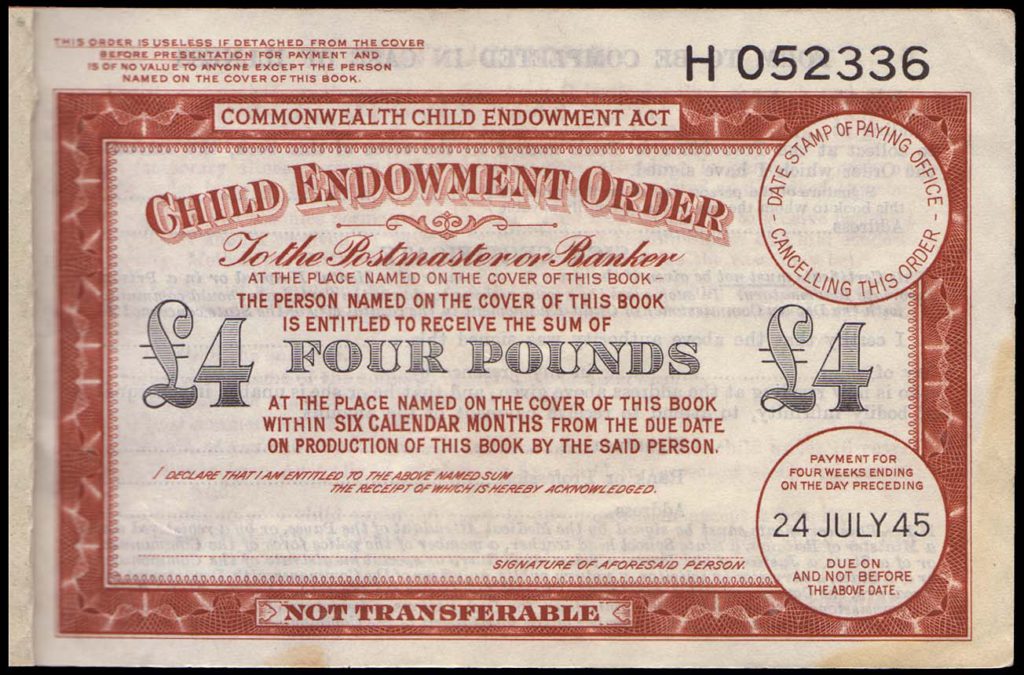 THIS ORDER IS USELESS IF DETACHED FROM THE COVER
BEFORE PRESENTATION FOR PAYMENT AND
IS OF NO VALUE TO ANYONE EXCEPT THE PERSON
NAMED ON THE COVER OF THIS BOOK.
H 052336
COMMONWEALTH CHILD ENDOWMENT ACT
DATE STAMP OF PAYING OFFICE -
CANCELLING THIS ORDER -
CHILD ENDOWMENT ORDER
To the Postmaster or Banker
AT THE PLACE NAMED ON THE COVER OF THIS BOOK
THE PERSON NAMED ON THE COVER OF THIS BOOK
IS ENTITLED TO RECEIVE THE SUM OF
£4 FOUR POUNDS £4
AT THE PLACE NAMED ON THE COVER OF THIS BOOK
WITHIN SIX CALENDAR MONTHS FROM THE DUE DATE
ON PRODUCTION OF THIS BOOK BY THE SAID PERSON.
I DECLARE THAT I AM ENTITLED TO THE ABOVE NAMED SUM
THE RECEIPT OF WHICH IS HEREBY ACKNOWLEDGED.
PAYMENT FOR
FOUR WEEKS ENDING
ON THE DAY PRECEDING
24 JULY 45
DUE ON
AND NOT BEFORE
THE ABOVE DATE.
SIGNATURE OF AFORESAID PERSON.
NOT TRANSFERABLE